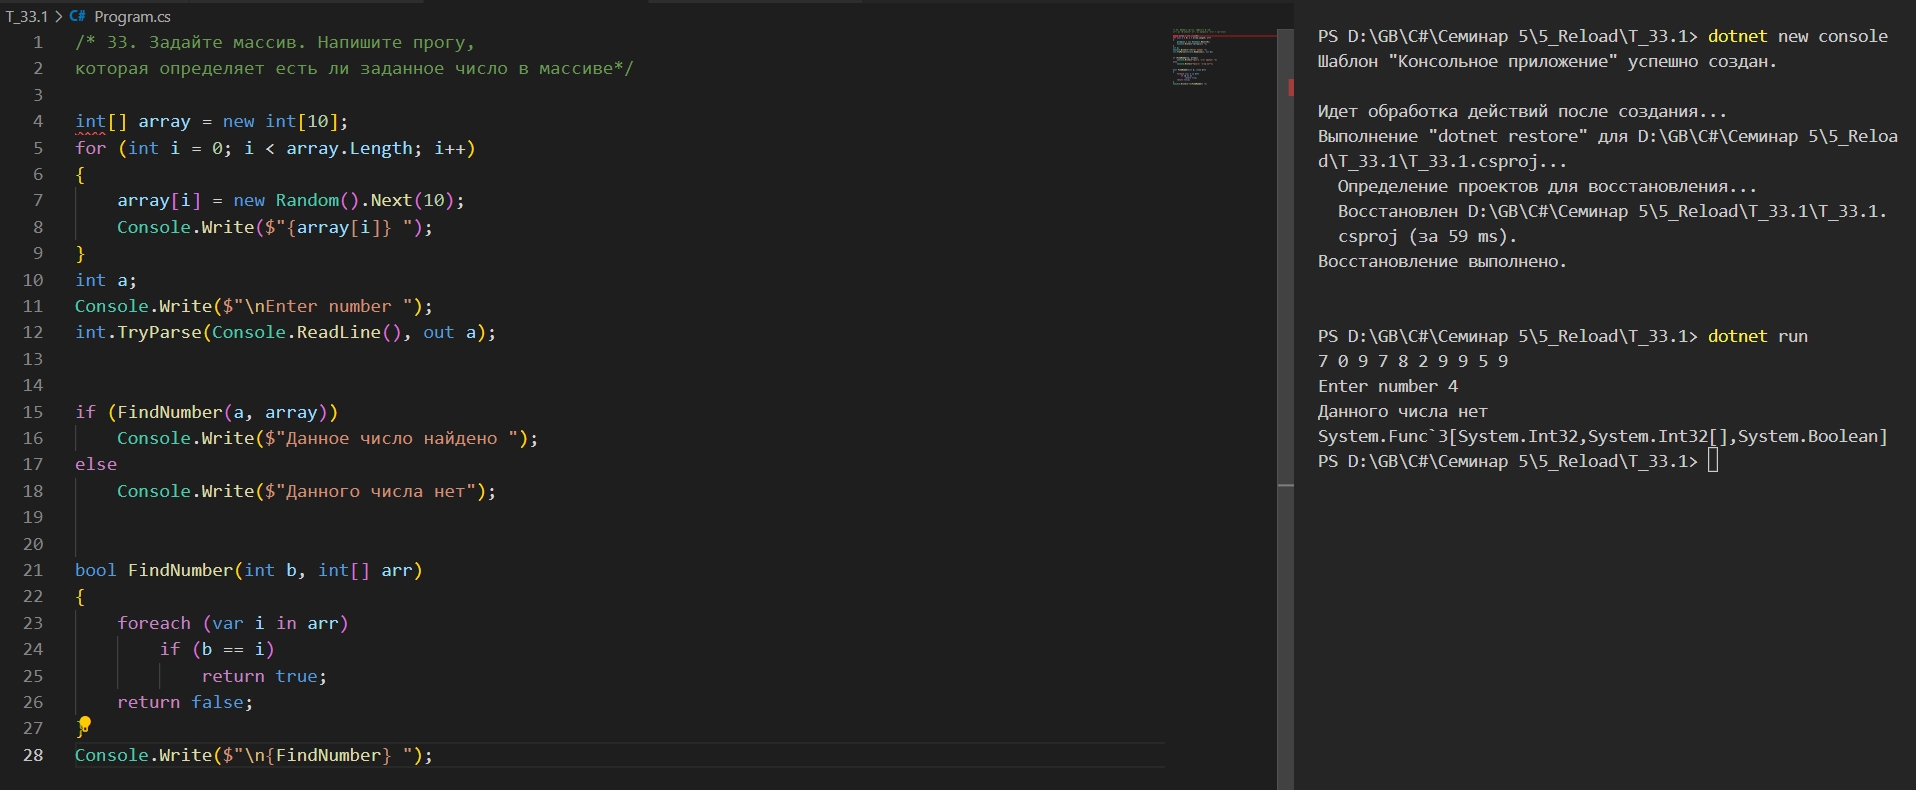 T_33.1 > C# Program.cs
1 /* 33. Задайте массив. Напишите прогу,
2 которая определяет есть ли заданное число в массиве*/
3
4 int[] array = new int[10];
5 for (int i = 0; i < array.Length; i++)
6 {
7 array[i] = new Random().Next(10);
8 Console.Write($"{array[i]} ");
9 }
10 int a;
11 Console.Write($"\nEnter number ");
12 int.TryParse(Console.ReadLine(), out a);
13
14
15 if (FindNumber(a, array))
16 Console.Write($"Данное число найдено ");
17 else
18 Console.Write($"Данного числа нет");
19
20
21 bool FindNumber(int b, int[] arr)
22 {
23 foreach (var i in arr)
24 if (b == i)
25 return true;
26 return false;
27 }
28 Console.Write($"\n{FindNumber} ");
PS D:\GB\C#\Семинар 5\5_Reload\T_33.1> dotnet new console
Шаблон "Консольное приложение" успешно создан.
Идет обработка действий после создания...
Выполнение "dotnet restore" для D:\GB\C#\Семинар 5\5_Reloa
d\T_33.1\T_33.1.csproj...
Определение проектов для восстановления...
Восстановлен D:\GB\C#\Семинар 5\5_Reload\T_33.1\T_33.1.
csproj (за 59 ms).
Восстановление выполнено.
PS D:\GB\C#\Семинар 5\5_Reload\T_33.1> dotnet run
7 0 9 7 8 2 9 9 5 9
Enter number 4
Данного числа нет
System.Func`3[System.Int32,System.Int32[],System.Boolean]
PS D:\GB\C#\Семинар 5\5_Reload\T_33.1>